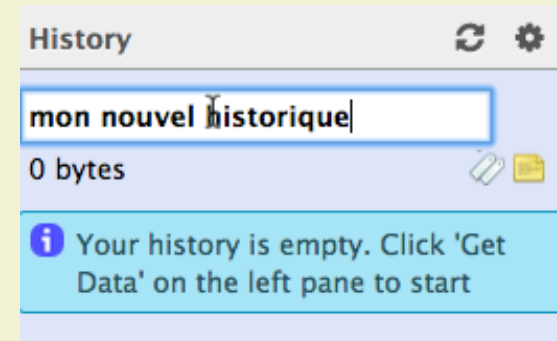 History
mon nouvel historique
0 bytes
Your history is empty. Click 'Get
Data' on the left pane to start